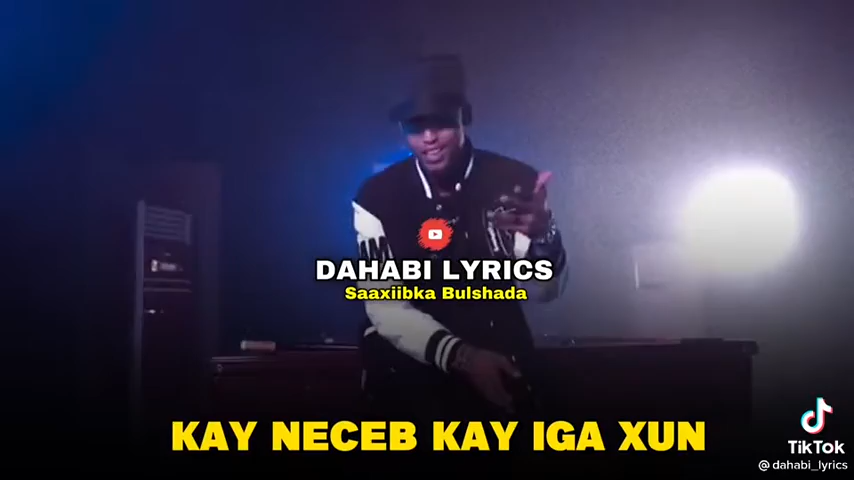 DAHABI LYRICS
Saaxiibka Bulshada
KAY NECEB KAY IGA XUN
TikTok
@dahabi_lyrics